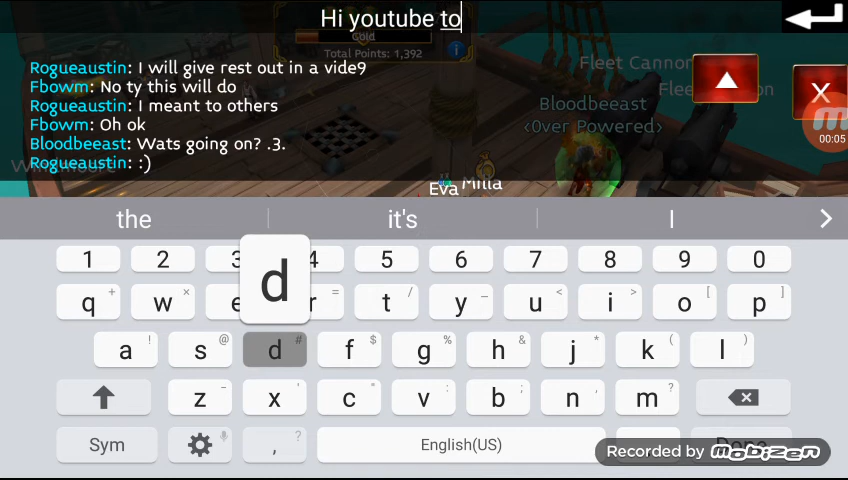 Hi youtube to
Gold
Total Points: 1,392
Rogueaustin: I will give rest out in a vide9
Fbowm: No ty this will do
Rogueaustin: I meant to others
Fbowm: Oh ok
Bloodbeeast: Wats going on? .3.
Rogueaustin: :)
Fleet Cannon
Bloodbeeast
<0ver Powered>
X
00:05
Eva Milla
the it's I
1 2 3 4 5 6 7 8 9 0
q w e r t y u i o p
d
a s d f g h j k l
z x c v b n m
Sym , English(US) . Done
Recorded by mobizen